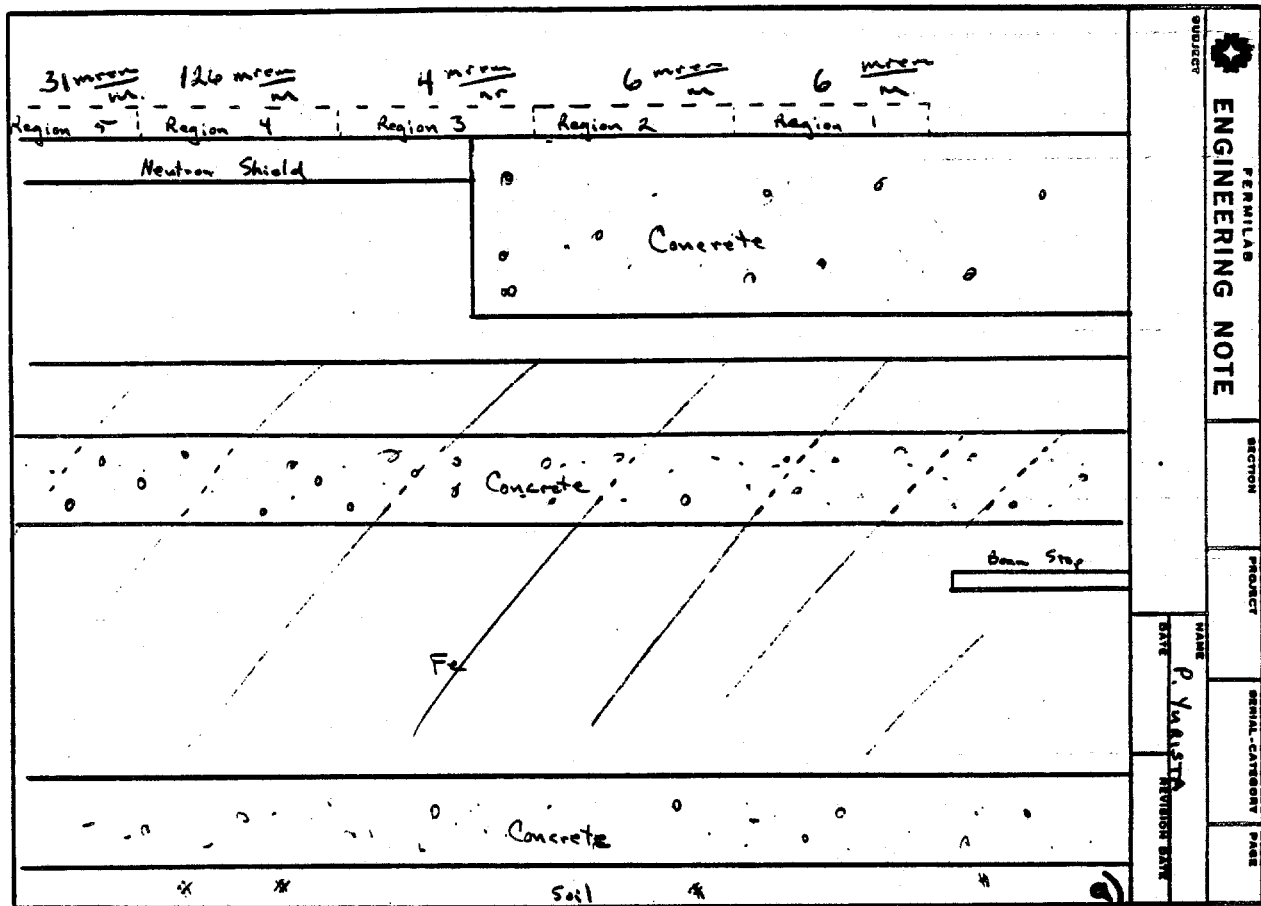 FERMILAB
ENGINEERING NOTE
SECTION
PROJECT
SERIAL-CATEGORY
PAGE
SUBJECT
NAME
P. Yurista
DATE
REVISION DATE
31 mrem/hr. 126 mrem/hr 4 mrem/hr 6 mrem/hr 6 mrem/hr.
Region 5 Region 4 Region 3 Region 2 Region 1
Neutron Shield
Concrete
Concrete
Beam Stop
Fe
Concrete
Soil